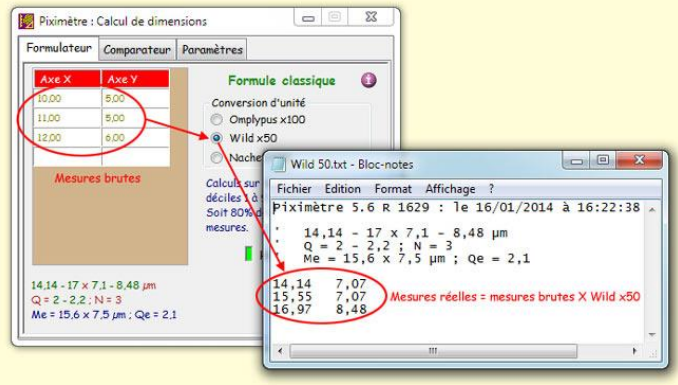 Piximètre : Calcul de dimensions
Formulateur Comparateur Paramètres
Axe X Axe Y
10,00 5,00
11,00 5,00
12,00 6,00
Mesures brutes
Formule classique
Conversion d'unité
Omplypus x100
Wild x50
Nache
Calculs sur
déciles 1 à
Soit 80% d
mesures.
14,14 - 17 x 7,1 - 8,48 µm
Q = 2 - 2,2 ; N = 3
Me = 15,6 x 7,5 µm ; Qe = 2,1
Wild 50.txt - Bloc-notes
Fichier Edition Format Affichage ?
Piximètre 5.6 R 1629 : le 16/01/2014 à 16:22:38
' 14,14 - 17 x 7,1 - 8,48 µm
' Q = 2 - 2,2 ; N = 3
' Me = 15,6 x 7,5 µm ; Qe = 2,1
14,14 7,07
15,55 7,07
16,97 8,48
Mesures réelles = mesures brutes X Wild x50